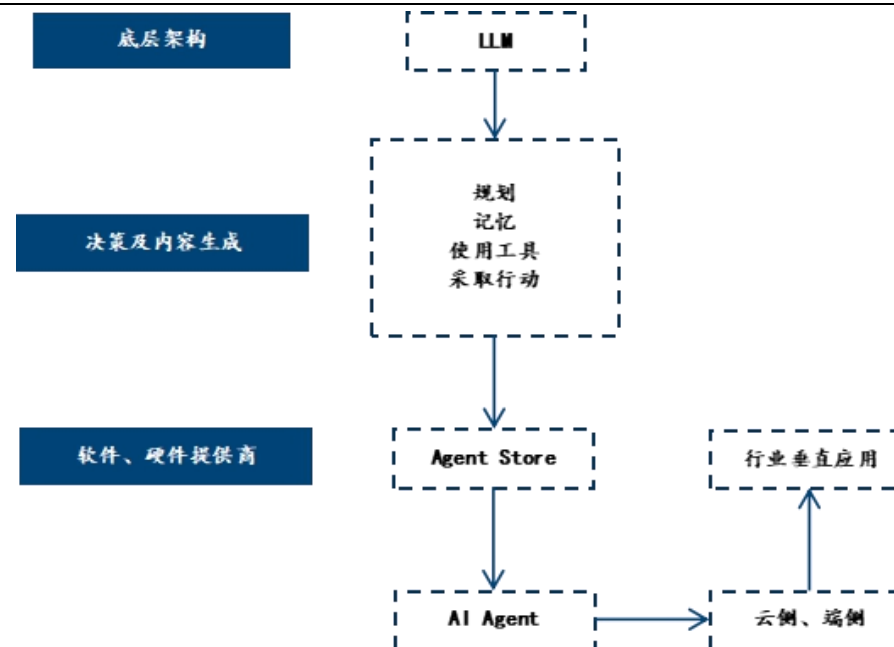 底层架构
LLM
规划
记忆
决策及内容生成
使用工具
采取行动
软件、硬件提供商
Agent Store
行业垂直应用
AI Agent
云侧、端侧